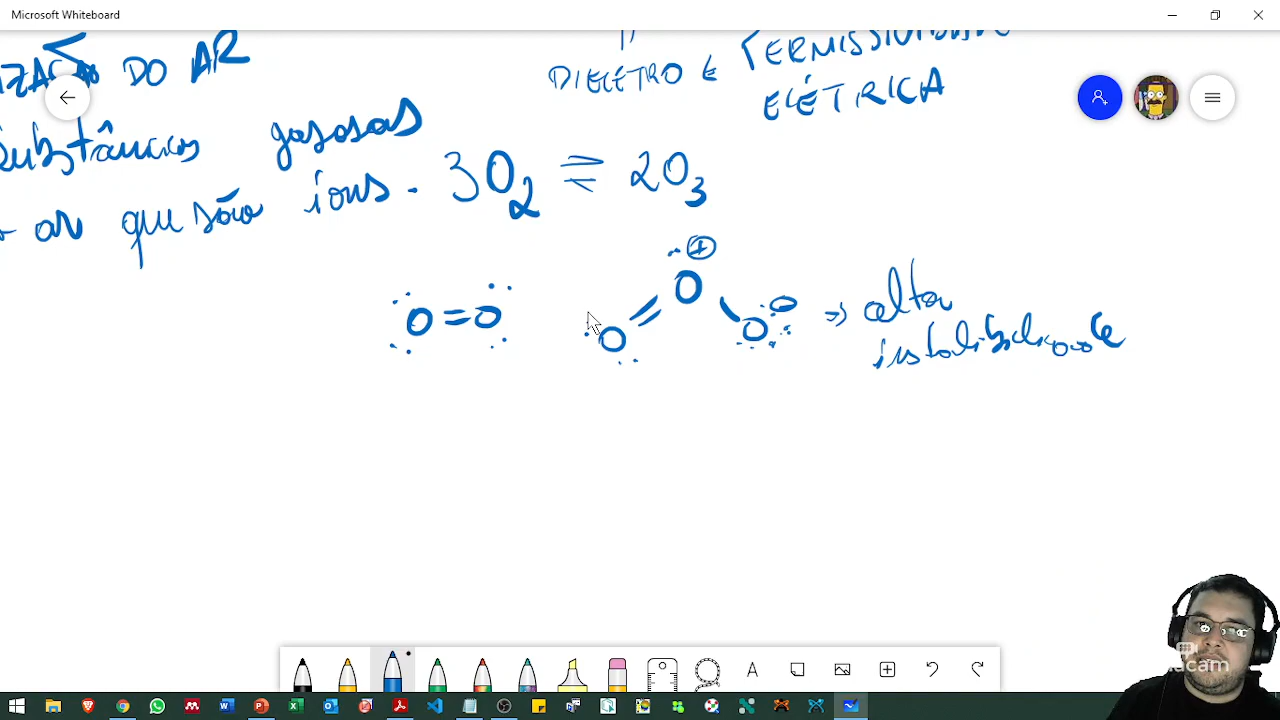 Microsoft Whiteboard
DO AR
DIELÉTRO E PERMISSIVIDADE
ELÉTRICA
substâncias gasosas
ar que são íons. 3O₂ ⇌ 2O₃
O=O
O=O-O
⊕
⊖
⇒ alta
instabilidade
A